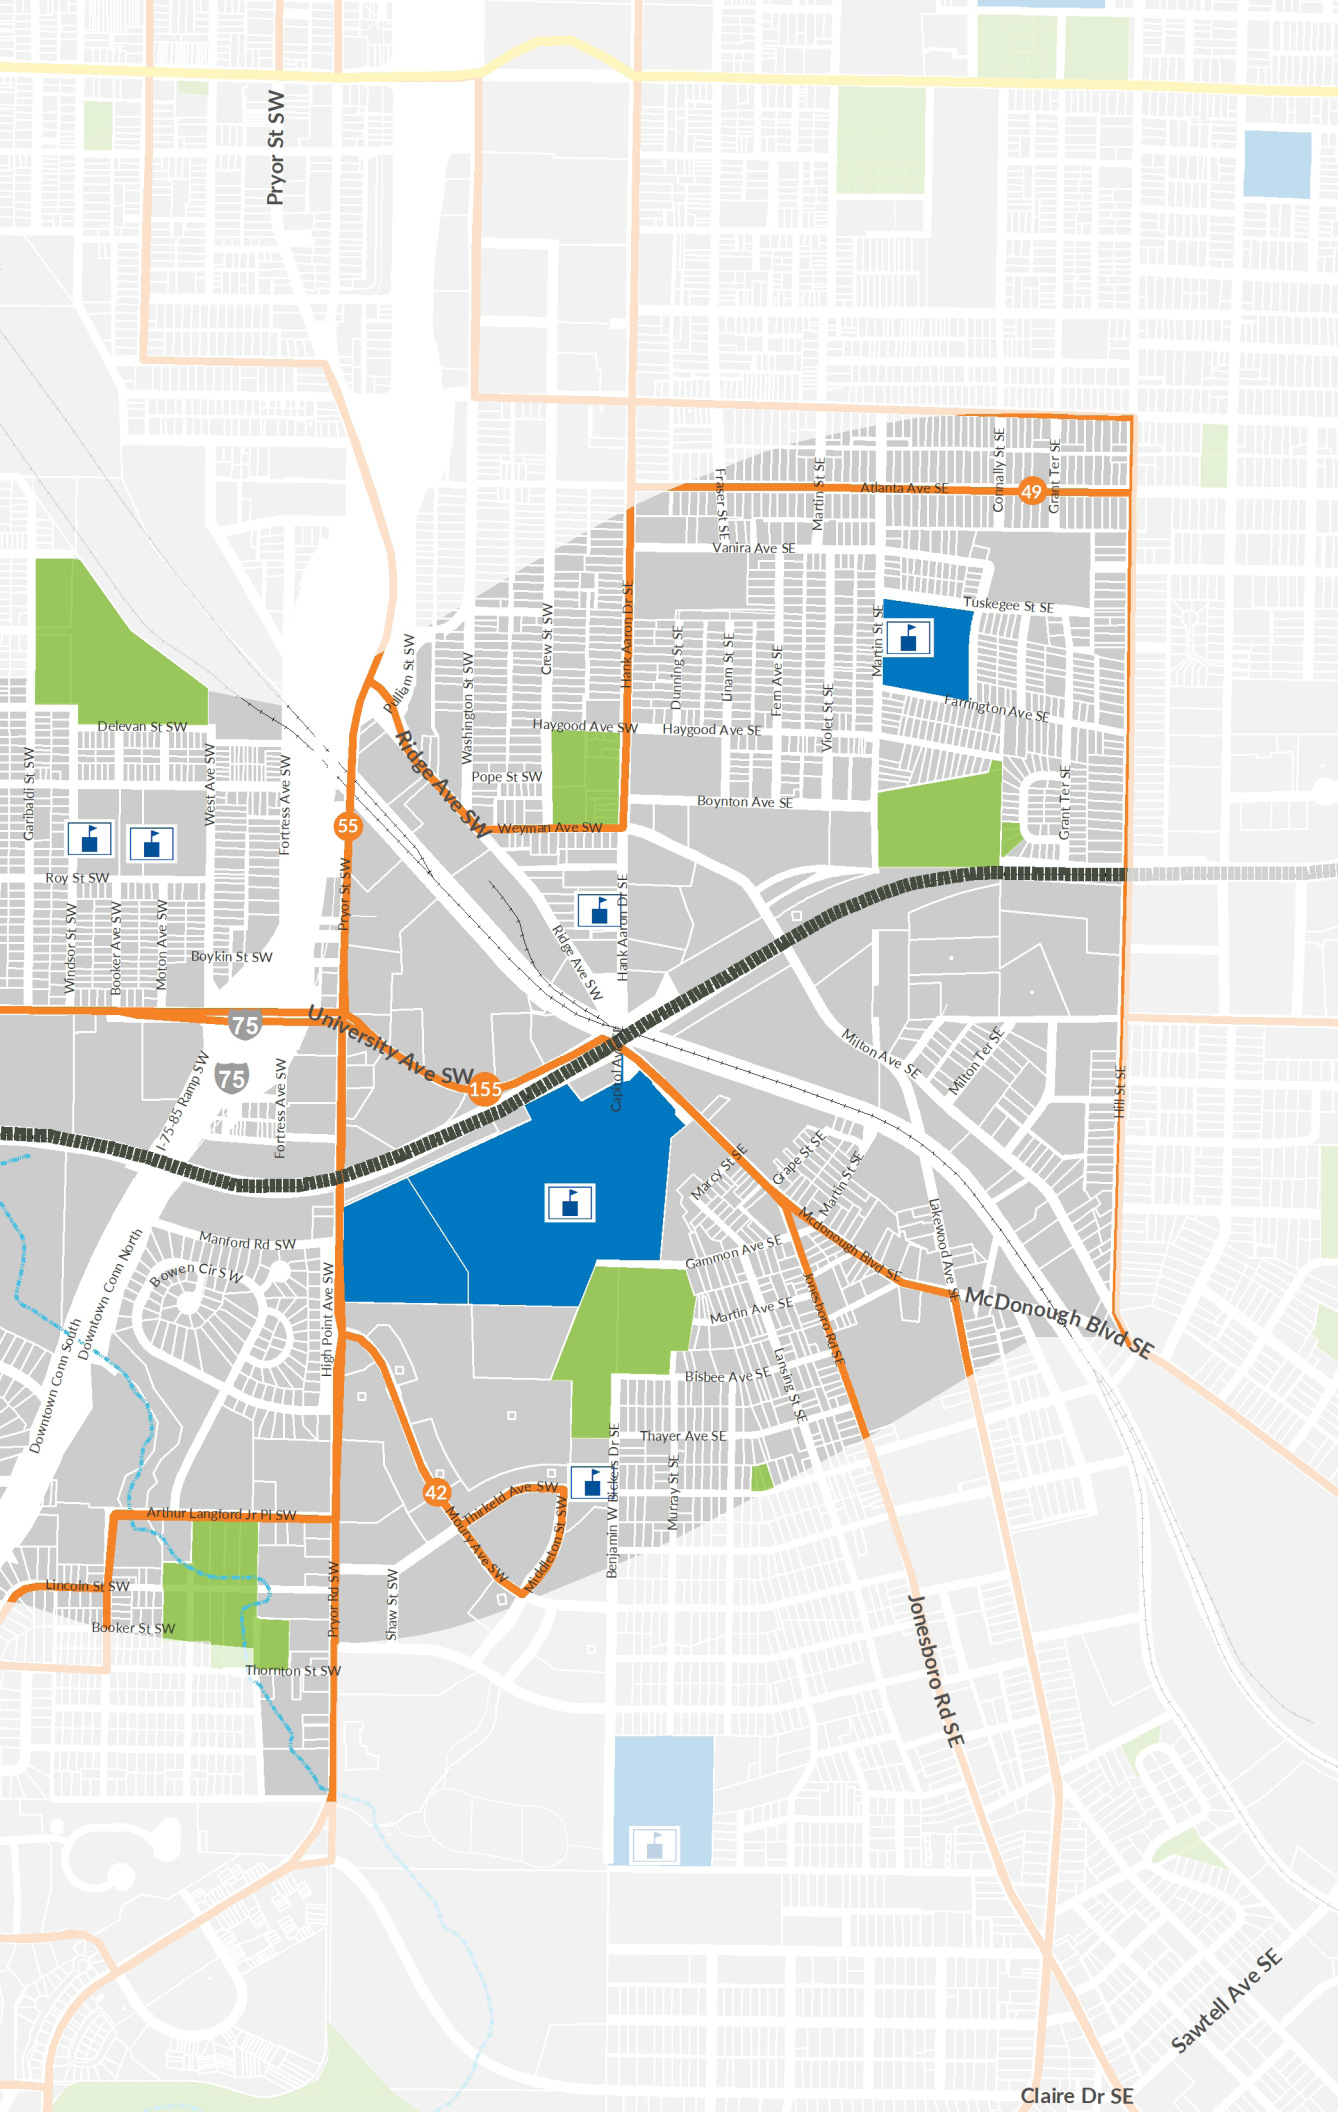 Pryor St SW
Connally St SE
Grant Ter SE
Martin St SE
Fraser St SE
Atlanta Ave SE
49
Vanira Ave SE
Tuskegee St SE
Hank Aaron Dr SE
Crew St SW
Pulliam St SW
Washington St SW
Dunning St SE
Linam St SE
Fern Ave SE
Violet St SE
Martin St SE
Farrington Ave SE
Delevan St SW
Haygood Ave SW
Haygood Ave SE
Ridge Ave SW
Garibaldi St SW
West Ave SW
Fortress Ave SW
Pope St SW
Boynton Ave SE
Grant Ter SE
55
Weyman Ave SW
Roy St SW
Pryor St SW
Windsor St SW
Booker Ave SW
Moton Ave SW
Boykin St SW
Ridge Ave SW
Hank Aaron Dr SE
University Ave SW
75
75
155
Capitol Ave SE
Milton Ave SE
Milton Ter SE
Hill St SE
I-75-85 Ramp SW
Fortress Ave SW
Marcy St SE
Grape St SE
Martin St SE
Manford Rd SW
Bowen Cir SW
Downtown Conn North
Downtown Conn South
High Point Ave SW
Gammon Ave SE
Mcdonough Blvd SE
Lakewood Ave SE
McDonough Blvd SE
Martin Ave SE
Jonesboro Rd SE
Lansing St SE
Bisbee Ave SE
Thayer Ave SE
Benjamin W Bickers Dr SE
Murray St SE
42
Thirkeld Ave SW
Moury Ave SW
Middleton St SW
Arthur Langford Jr Pl SW
Lincoln St SW
Booker St SW
Pryor Rd SW
Shaw St SW
Thornton St SW
Jonesboro Rd SE
Sawtell Ave SE
Claire Dr SE